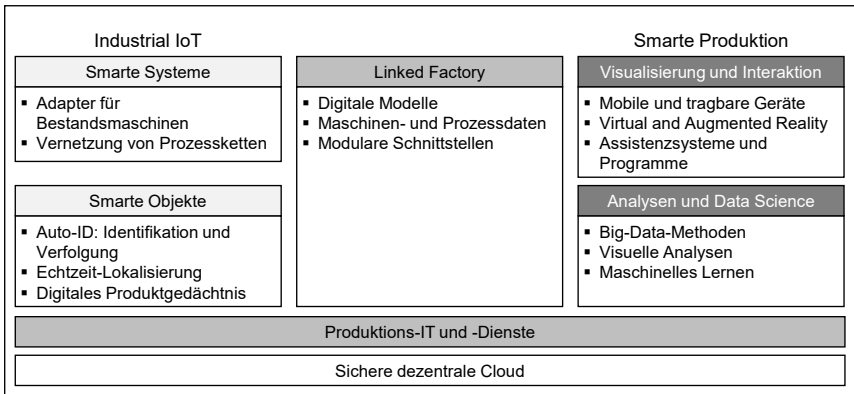 Industrial IoT
Smarte Systeme
▪ Adapter für
Bestandsmaschinen
▪ Vernetzung von Prozessketten
Smarte Objekte
▪ Auto-ID: Identifikation und
Verfolgung
▪ Echtzeit-Lokalisierung
▪ Digitales Produktgedächtnis
Linked Factory
▪ Digitale Modelle
▪ Maschinen- und Prozessdaten
▪ Modulare Schnittstellen
Smarte Produktion
Visualisierung und Interaktion
▪ Mobile und tragbare Geräte
▪ Virtual and Augmented Reality
▪ Assistenzsysteme und
Programme
Analysen und Data Science
▪ Big-Data-Methoden
▪ Visuelle Analysen
▪ Maschinelles Lernen
Produktions-IT und -Dienste
Sichere dezentrale Cloud